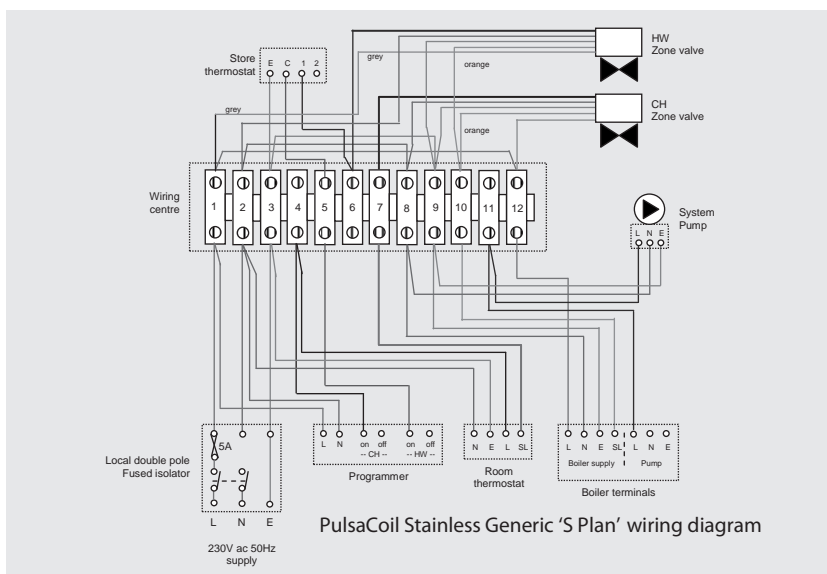 HW
Zone valve
Store
thermostat
E C 1 2
grey
orange
CH
Zone valve
grey
orange
Wiring
centre
1 2 3 4 5 6 7 8 9 10 11 12
System
Pump
L N E
5A
Local double pole
Fused isolator
L N E
230V ac 50Hz
supply
L N on off on off
-- CH -- -- HW --
Programmer
N E L SL
Room
thermostat
L N E SL L N E
Boiler supply Pump
Boiler terminals
PulsaCoil Stainless Generic ‘S Plan’ wiring diagram